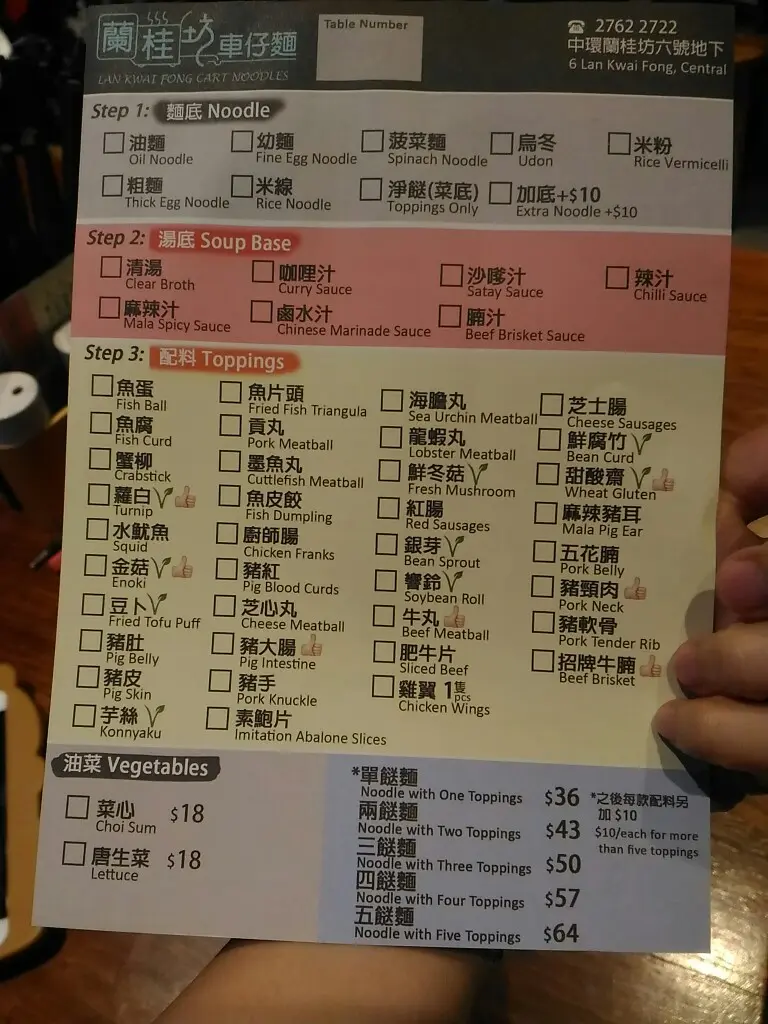 蘭桂坊車仔麵
LAN KWAI FONG CART NOODLES
Table Number
☎ 2762 2722
中環蘭桂坊六號地下
6 Lan Kwai Fong, Central
Step 1: 麵底 Noodle
油麵
Oil Noodle
幼麵
Fine Egg Noodle
菠菜麵
Spinach Noodle
烏冬
Udon
米粉
Rice Vermicelli
粗麵
Thick Egg Noodle
米線
Rice Noodle
淨餸(菜底)
Toppings Only
加底+$10
Extra Noodle +$10
Step 2: 湯底 Soup Base
清湯
Clear Broth
咖哩汁
Curry Sauce
沙嗲汁
Satay Sauce
辣汁
Chilli Sauce
麻辣汁
Mala Spicy Sauce
鹵水汁
Chinese Marinade Sauce
腩汁
Beef Brisket Sauce
Step 3: 配料 Toppings
魚蛋
Fish Ball
魚腐
Fish Curd
蟹柳
Crabstick
蘿白
Turnip
水魷魚
Squid
金菇
Enoki
豆卜
Fried Tofu Puff
豬肚
Pig Belly
豬皮
Pig Skin
芋絲
Konnyaku
魚片頭
Fried Fish Triangula
貢丸
Pork Meatball
墨魚丸
Cuttlefish Meatball
魚皮餃
Fish Dumpling
廚師腸
Chicken Franks
豬紅
Pig Blood Curds
芝心丸
Cheese Meatball
豬大腸
Pig Intestine
豬手
Pork Knuckle
素鮑片
Imitation Abalone Slices
海膽丸
Sea Urchin Meatball
龍蝦丸
Lobster Meatball
鮮冬菇
Fresh Mushroom
紅腸
Red Sausages
銀芽
Bean Sprout
響鈴
Soybean Roll
牛丸
Beef Meatball
肥牛片
Sliced Beef
雞翼 1隻 pcs
Chicken Wings
芝士腸
Cheese Sausages
鮮腐竹
Bean Curd
甜酸齋
Wheat Gluten
麻辣豬耳
Mala Pig Ear
五花腩
Pork Belly
豬頸肉
Pork Neck
豬軟骨
Pork Tender Rib
招牌牛腩
Beef Brisket
油菜 Vegetables
菜心 $18
Choi Sum
唐生菜 $18
Lettuce
*單餸麵
Noodle with One Toppings $36
兩餸麵
Noodle with Two Toppings $43
三餸麵
Noodle with Three Toppings $50
四餸麵
Noodle with Four Toppings $57
五餸麵
Noodle with Five Toppings $64
*之後每款配料另
加 $10
$10/each for more
than five toppings